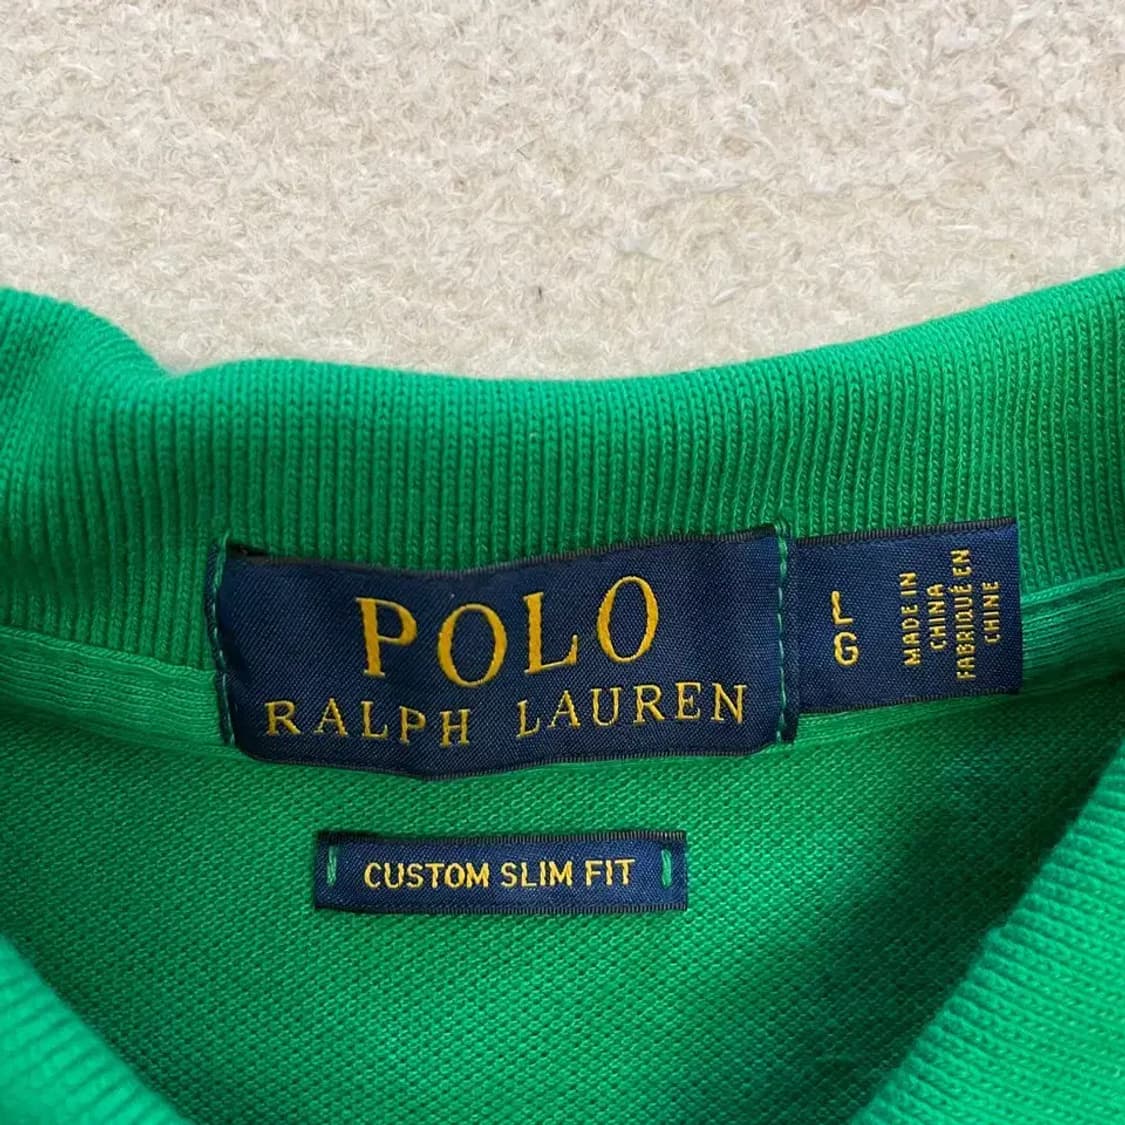 POLO
RALPH LAUREN
L
G
MADE IN
CHINA
FABRIQUÉ EN
CHINE
CUSTOM SLIM FIT